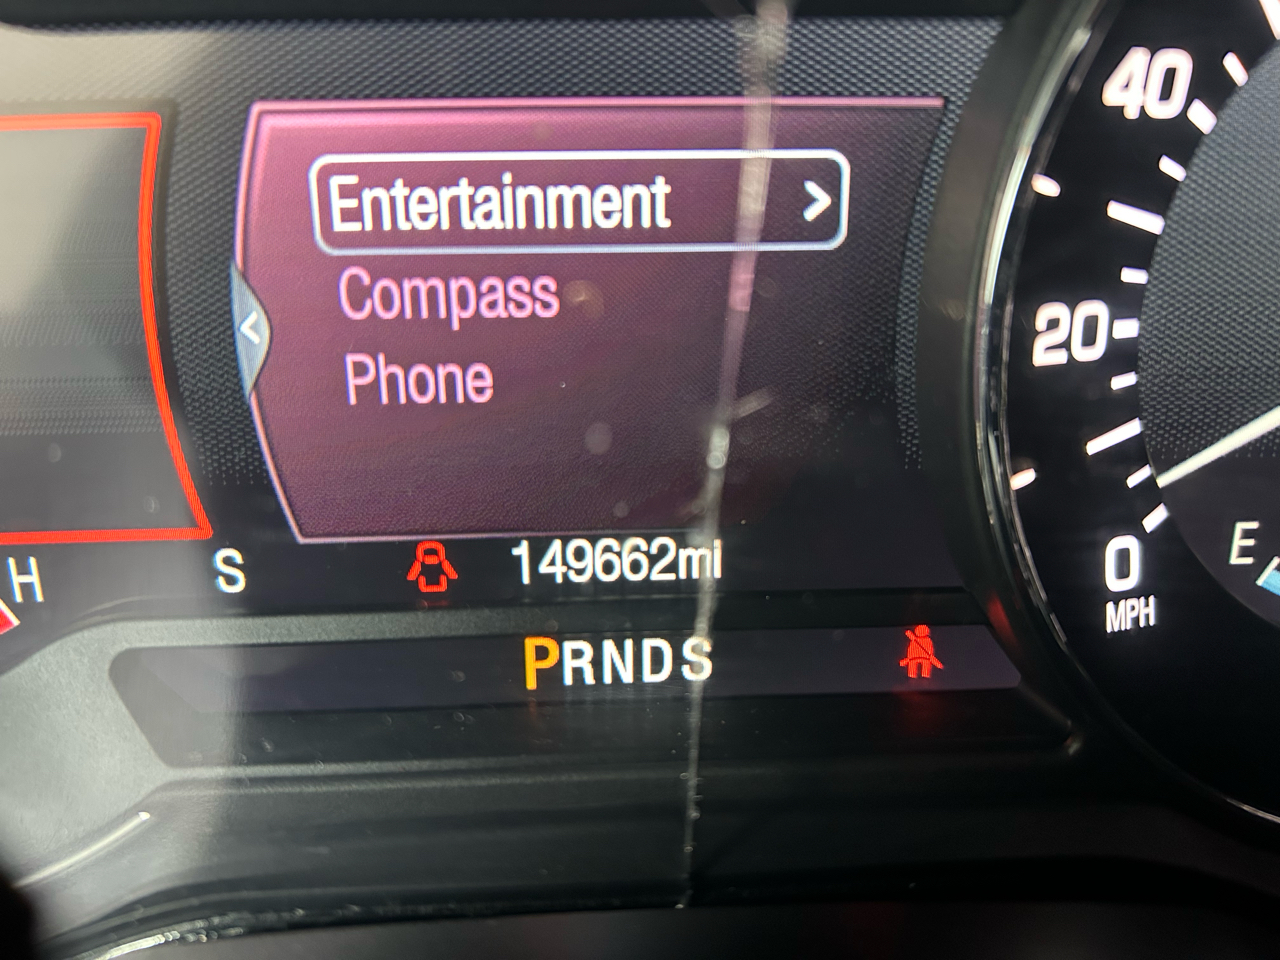 Entertainment >
Compass
Phone
<
H
S
149662mi
PRNDS
40
20
0
MPH
E